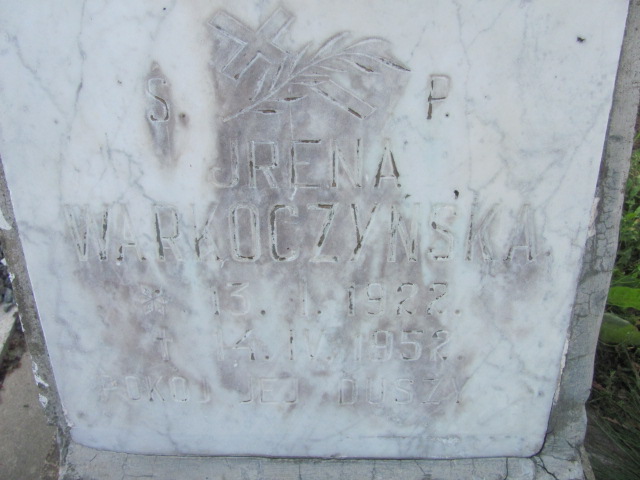 S. P.
JRENA
WARKOCZYŃSKA.
* 13. I. 1922.
† 14. IV. 1952.
POKÓJ JEJ DUSZY